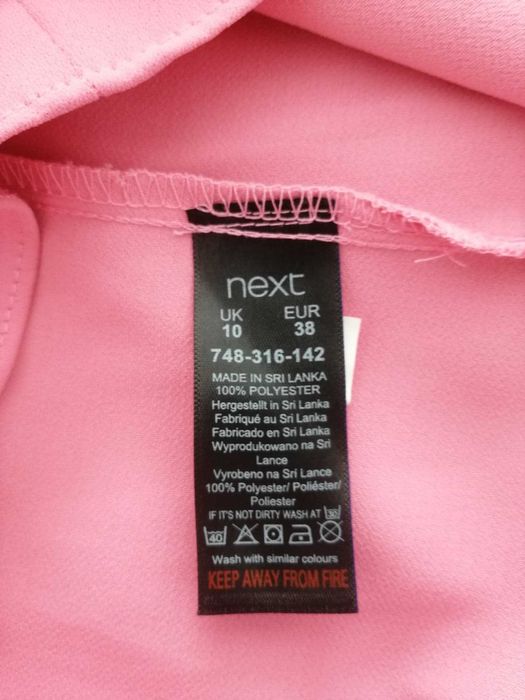 next
UK EUR
10 38
748-316-142
MADE IN SRI LANKA
100% POLYESTER
Hergestellt in Sri Lanka
Fabriqué au Sri Lanka
Fabricado en Sri Lanka
Wyprodukowano na Sri
Lance
Vyrobeno na Sri Lance
100% Polyester/ Poliéster/
Poliester
IF IT'S NOT DIRTY WASH AT 30
40
Wash with similar colours
KEEP AWAY FROM FIRE